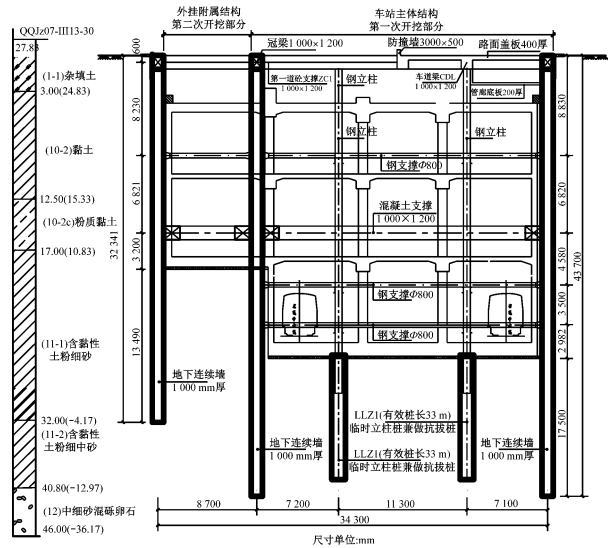 外挂附属结构
第二次开挖部分
车站主体结构
第一次开挖部分
QQJz07-III13-30
27.83
(1-1)杂填土
3.00(24.83)
(10-2)黏土
12.50(15.33)
(10-2c)粉质黏土
17.00(10.83)
(11-1)含黏性
土粉细砂
32.00(−4.17)
(11-2)含黏性
土粉细中砂
40.80(−12.97)
(12)中细砂混砾卵石
46.00(−36.17)
600
8 230
6 821
3 200
13 490
32 341
冠梁1 000×1 200
防撞墙3000×500
路面盖板400厚
第一道砼支撑ZC1
1 000×1 200
钢立柱
车道梁CDL
1 000×1 200
管廊底板200厚
钢立柱
钢立柱
钢立柱
钢支撑Φ800
混凝土支撑
1 000×1 200
钢支撑Φ800
钢支撑Φ800
地下连续墙
1 000 mm厚
LLZ1(有效桩长33 m)
临时立柱桩兼做抗拔桩
地下连续墙
1 000 mm厚
LLZ1(有效桩长33 m)
临时立柱桩兼做抗拔桩
地下连续墙
1 000 mm厚
8 830
6 820
4 580
3 500
2 982
17 500
43 700
8 700
7 200
11 300
7 100
34 300
尺寸单位:mm